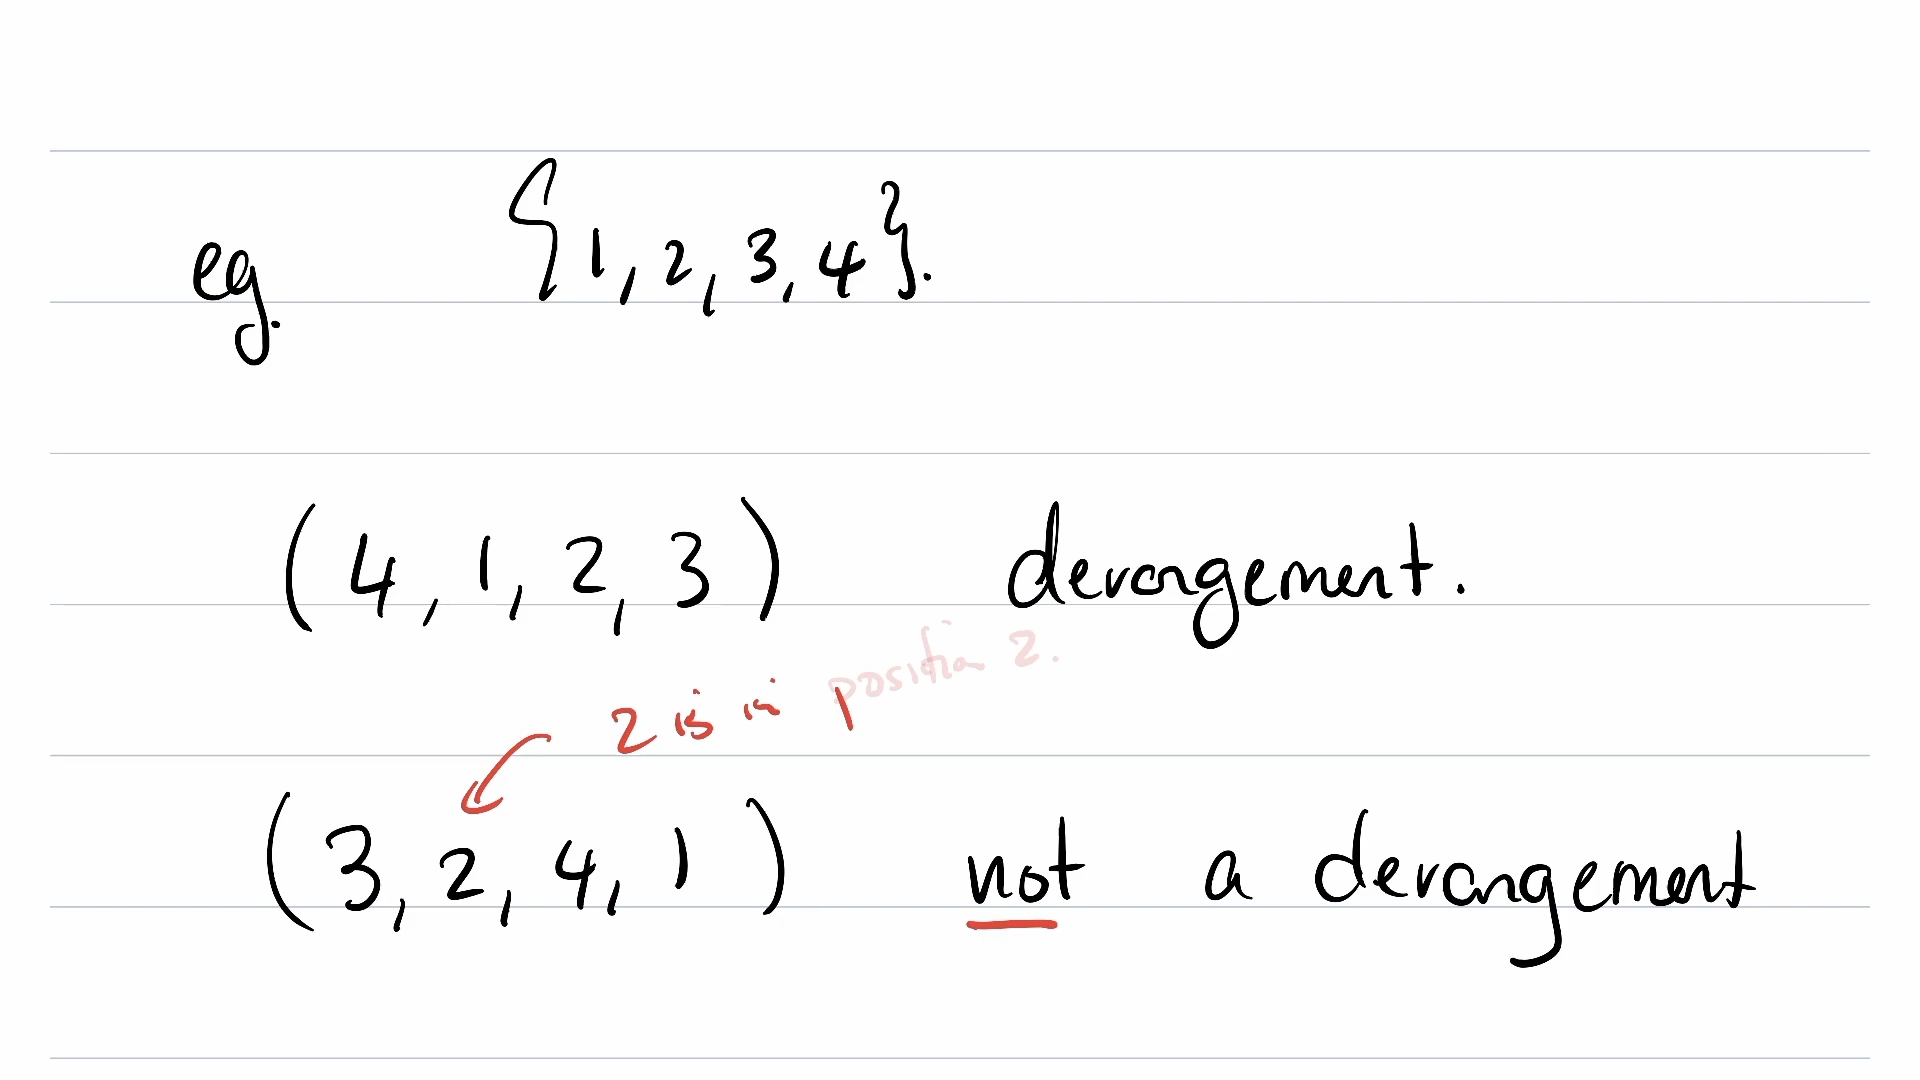 eg. {1, 2, 3, 4}.
(4, 1, 2, 3) derangement.
2 is in position 2.
(3, 2, 4, 1) not a derangement